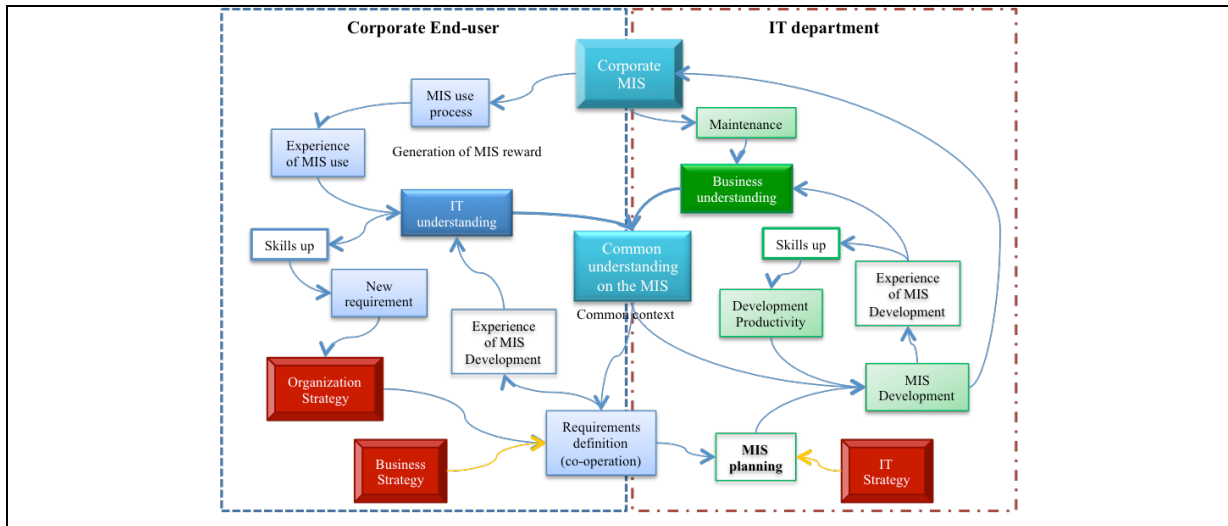 Corporate End-user
IT department
Corporate
MIS
MIS use
process
Maintenance
Experience
of MIS use
Generation of MIS reward
Business
understanding
IT
understanding
Skills up
Common
understanding
on the MIS
Skills up
New
requirement
Experience
of MIS
Development
Development
Productivity
Common context
Experience
of MIS
Development
Organization
Strategy
MIS
Development
Requirements
definition
(co-operation)
Business
Strategy
MIS
planning
IT
Strategy